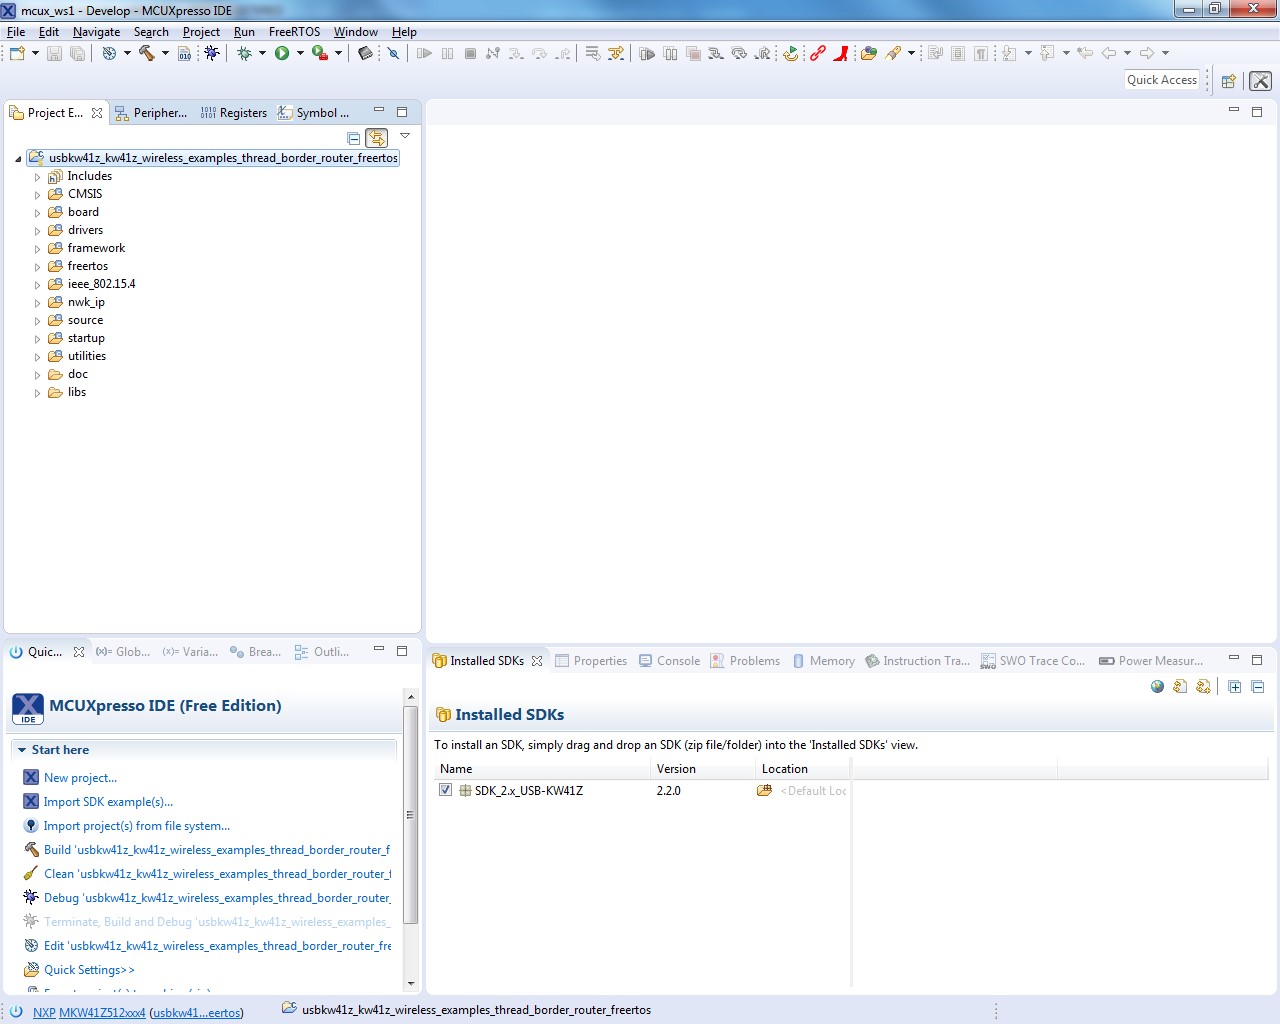 mcux_ws1 - Develop - MCUXpresso IDE
File Edit Navigate Search Project Run FreeRTOS Window Help
Quick Access
Project E... Peripher... Registers Symbol ...
usbkw41z_kw41z_wireless_examples_thread_border_router_freertos
Includes
CMSIS
board
drivers
framework
freertos
ieee_802.15.4
nwk_ip
source
startup
utilities
doc
libs
Quic... (x)= Glob... (x)= Varia... Brea... Outli...
IDE
MCUXpresso IDE (Free Edition)
Start here
New project...
Import SDK example(s)...
Import project(s) from file system...
Build 'usbkw41z_kw41z_wireless_examples_thread_border_router_f
Clean 'usbkw41z_kw41z_wireless_examples_thread_border_router_f
Debug 'usbkw41z_kw41z_wireless_examples_thread_border_router_
Terminate, Build and Debug 'usbkw41z_kw41z_wireless_examples_
Edit 'usbkw41z_kw41z_wireless_examples_thread_border_router_fre
Quick Settings>>
Installed SDKs Properties Console Problems Memory Instruction Tra... SWO Trace Co... Power Measur...
Installed SDKs
To install an SDK, simply drag and drop an SDK (zip file/folder) into the 'Installed SDKs' view.
Name Version Location
SDK_2.x_USB-KW41Z 2.2.0 <Default Loc
NXP MKW41Z512xxx4 (usbkw41...eertos) usbkw41z_kw41z_wireless_examples_thread_border_router_freertos